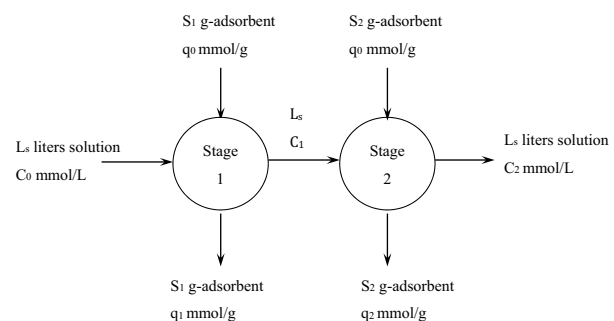 S₁ g-adsorbent
q₀ mmol/g
S₂ g-adsorbent
q₀ mmol/g
Lₛ liters solution
C₀ mmol/L
Stage
1
Lₛ
C₁
Stage
2
Lₛ liters solution
C₂ mmol/L
S₁ g-adsorbent
q₁ mmol/g
S₂ g-adsorbent
q₂ mmol/g